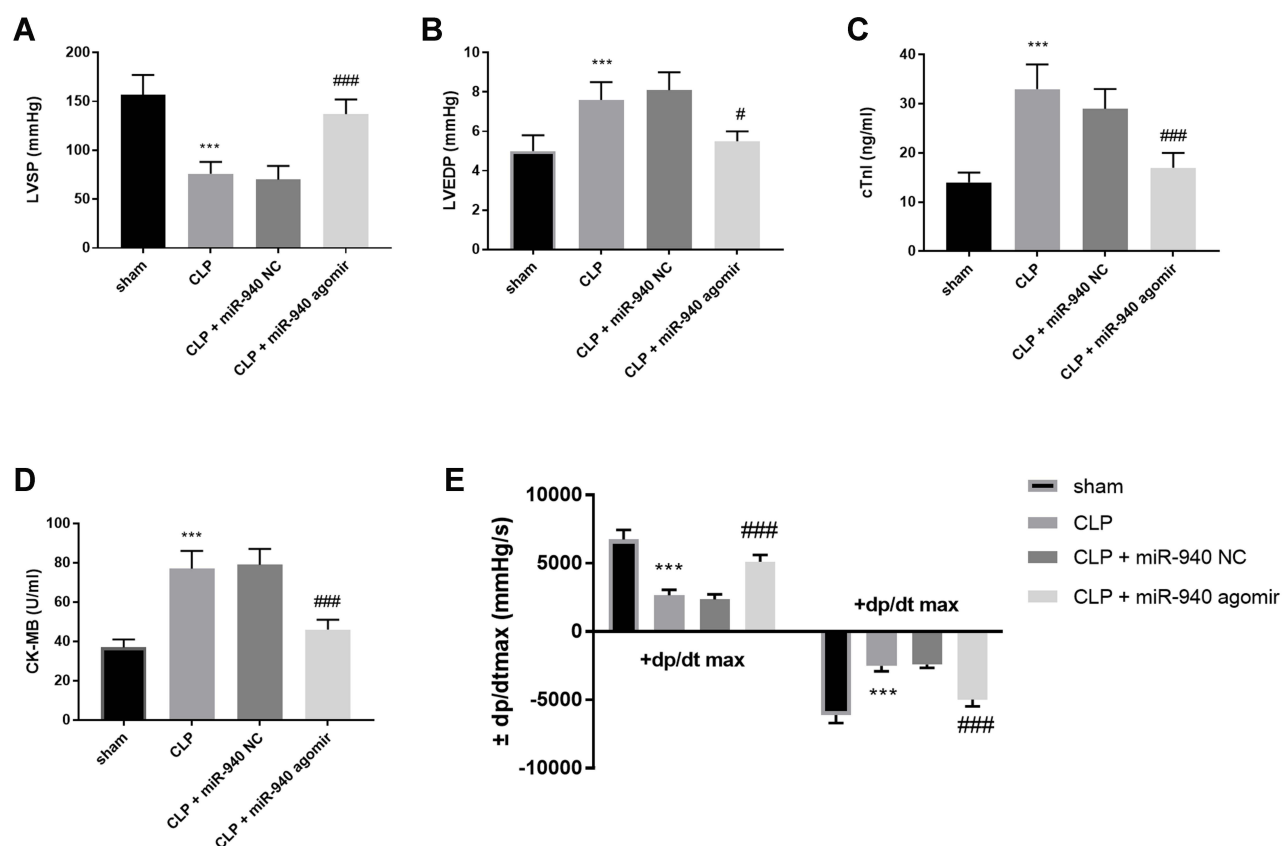 A
LVSP (mmHg)
200
150
100
50
0
***
###
sham
CLP
CLP + miR-940 NC
CLP + miR-940 agomir
B
LVEDP (mmHg)
10
8
6
4
2
0
***
#
sham
CLP
CLP + miR-940 NC
CLP + miR-940 agomir
C
cTnI (ng/ml)
40
30
20
10
0
***
###
sham
CLP
CLP + miR-940 NC
CLP + miR-940 agomir
D
CK-MB (U/ml)
100
80
60
40
20
0
***
###
sham
CLP
CLP + miR-940 NC
CLP + miR-940 agomir
E
± dp/dtmax (mmHg/s)
10000
5000
0
-5000
-10000
***
###
+dp/dt max
+dp/dt max
***
###
sham
CLP
CLP + miR-940 NC
CLP + miR-940 agomir